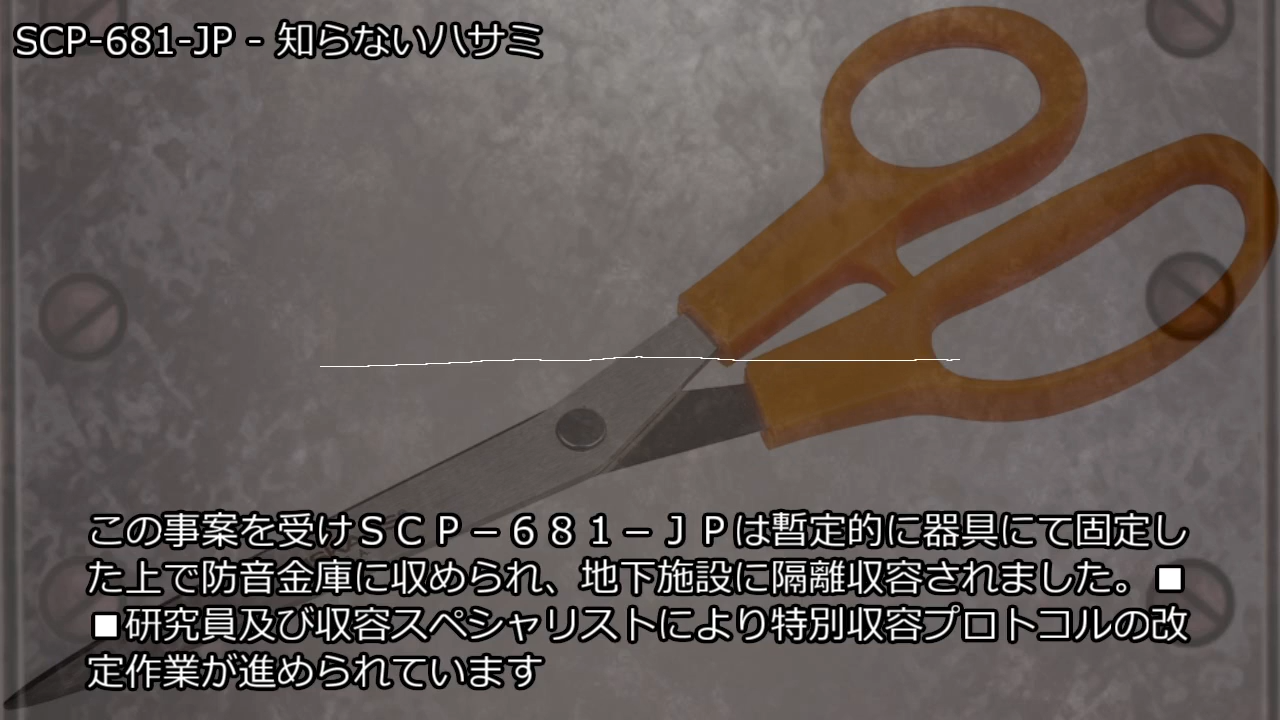 SCP-681-JP - 知らないハサミ
この事案を受けＳＣＰ－６８１－ＪＰは暫定的に器具にて固定し
た上で防音金庫に収められ、地下施設に隔離収容されました。■
■研究員及び収容スペシャリストにより特別収容プロトコルの改
定作業が進められています